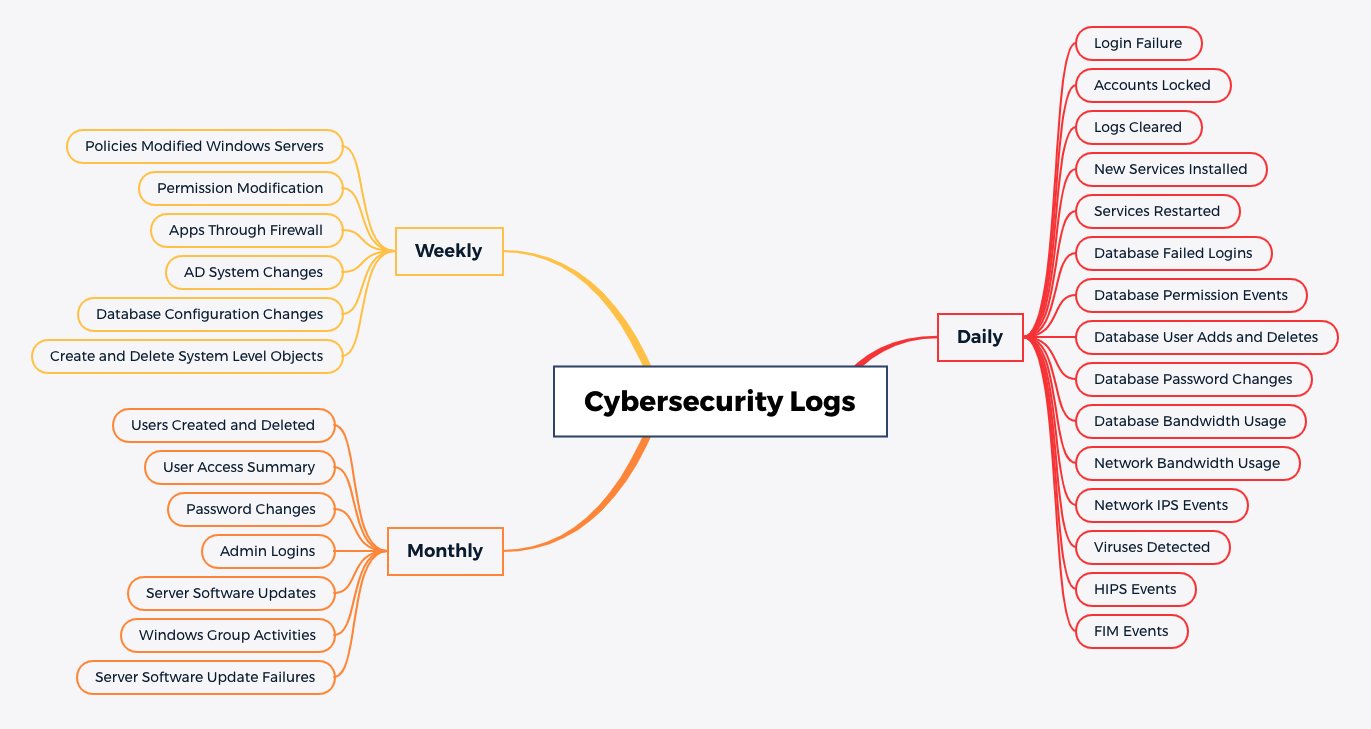 Cybersecurity Logs
Daily
Login Failure
Accounts Locked
Logs Cleared
New Services Installed
Services Restarted
Database Failed Logins
Database Permission Events
Database User Adds and Deletes
Database Password Changes
Database Bandwidth Usage
Network Bandwidth Usage
Network IPS Events
Viruses Detected
HIPS Events
FIM Events
Weekly
Policies Modified Windows Servers
Permission Modification
Apps Through Firewall
AD System Changes
Database Configuration Changes
Create and Delete System Level Objects
Monthly
Users Created and Deleted
User Access Summary
Password Changes
Admin Logins
Server Software Updates
Windows Group Activities
Server Software Update Failures